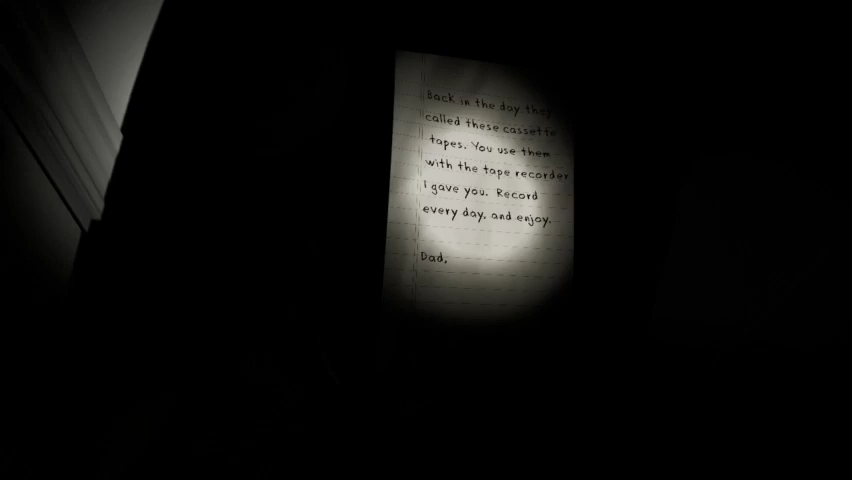 Back in the day they
called these cassette
tapes. You use them
with the tape recorder
I gave you. Record
every day, and enjoy.
Dad,